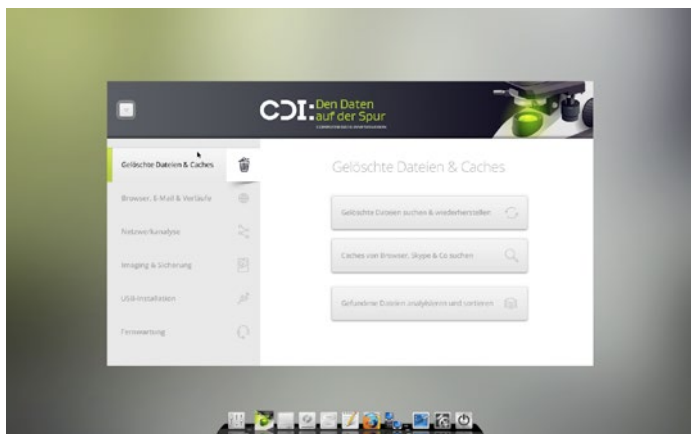 CDI:
Den Daten
auf der Spur
Gelöschte Dateien & Caches
Browser, E-Mail & Verläufe
Netzwerkanalyse
Imaging & Sicherung
USB-Installation
Fernwartung
Gelöschte Dateien & Caches
Gelöschte Dateien suchen & wiederherstellen
Caches von Browser, Skype & Co suchen
Gefundene Dateien analysieren und sortieren